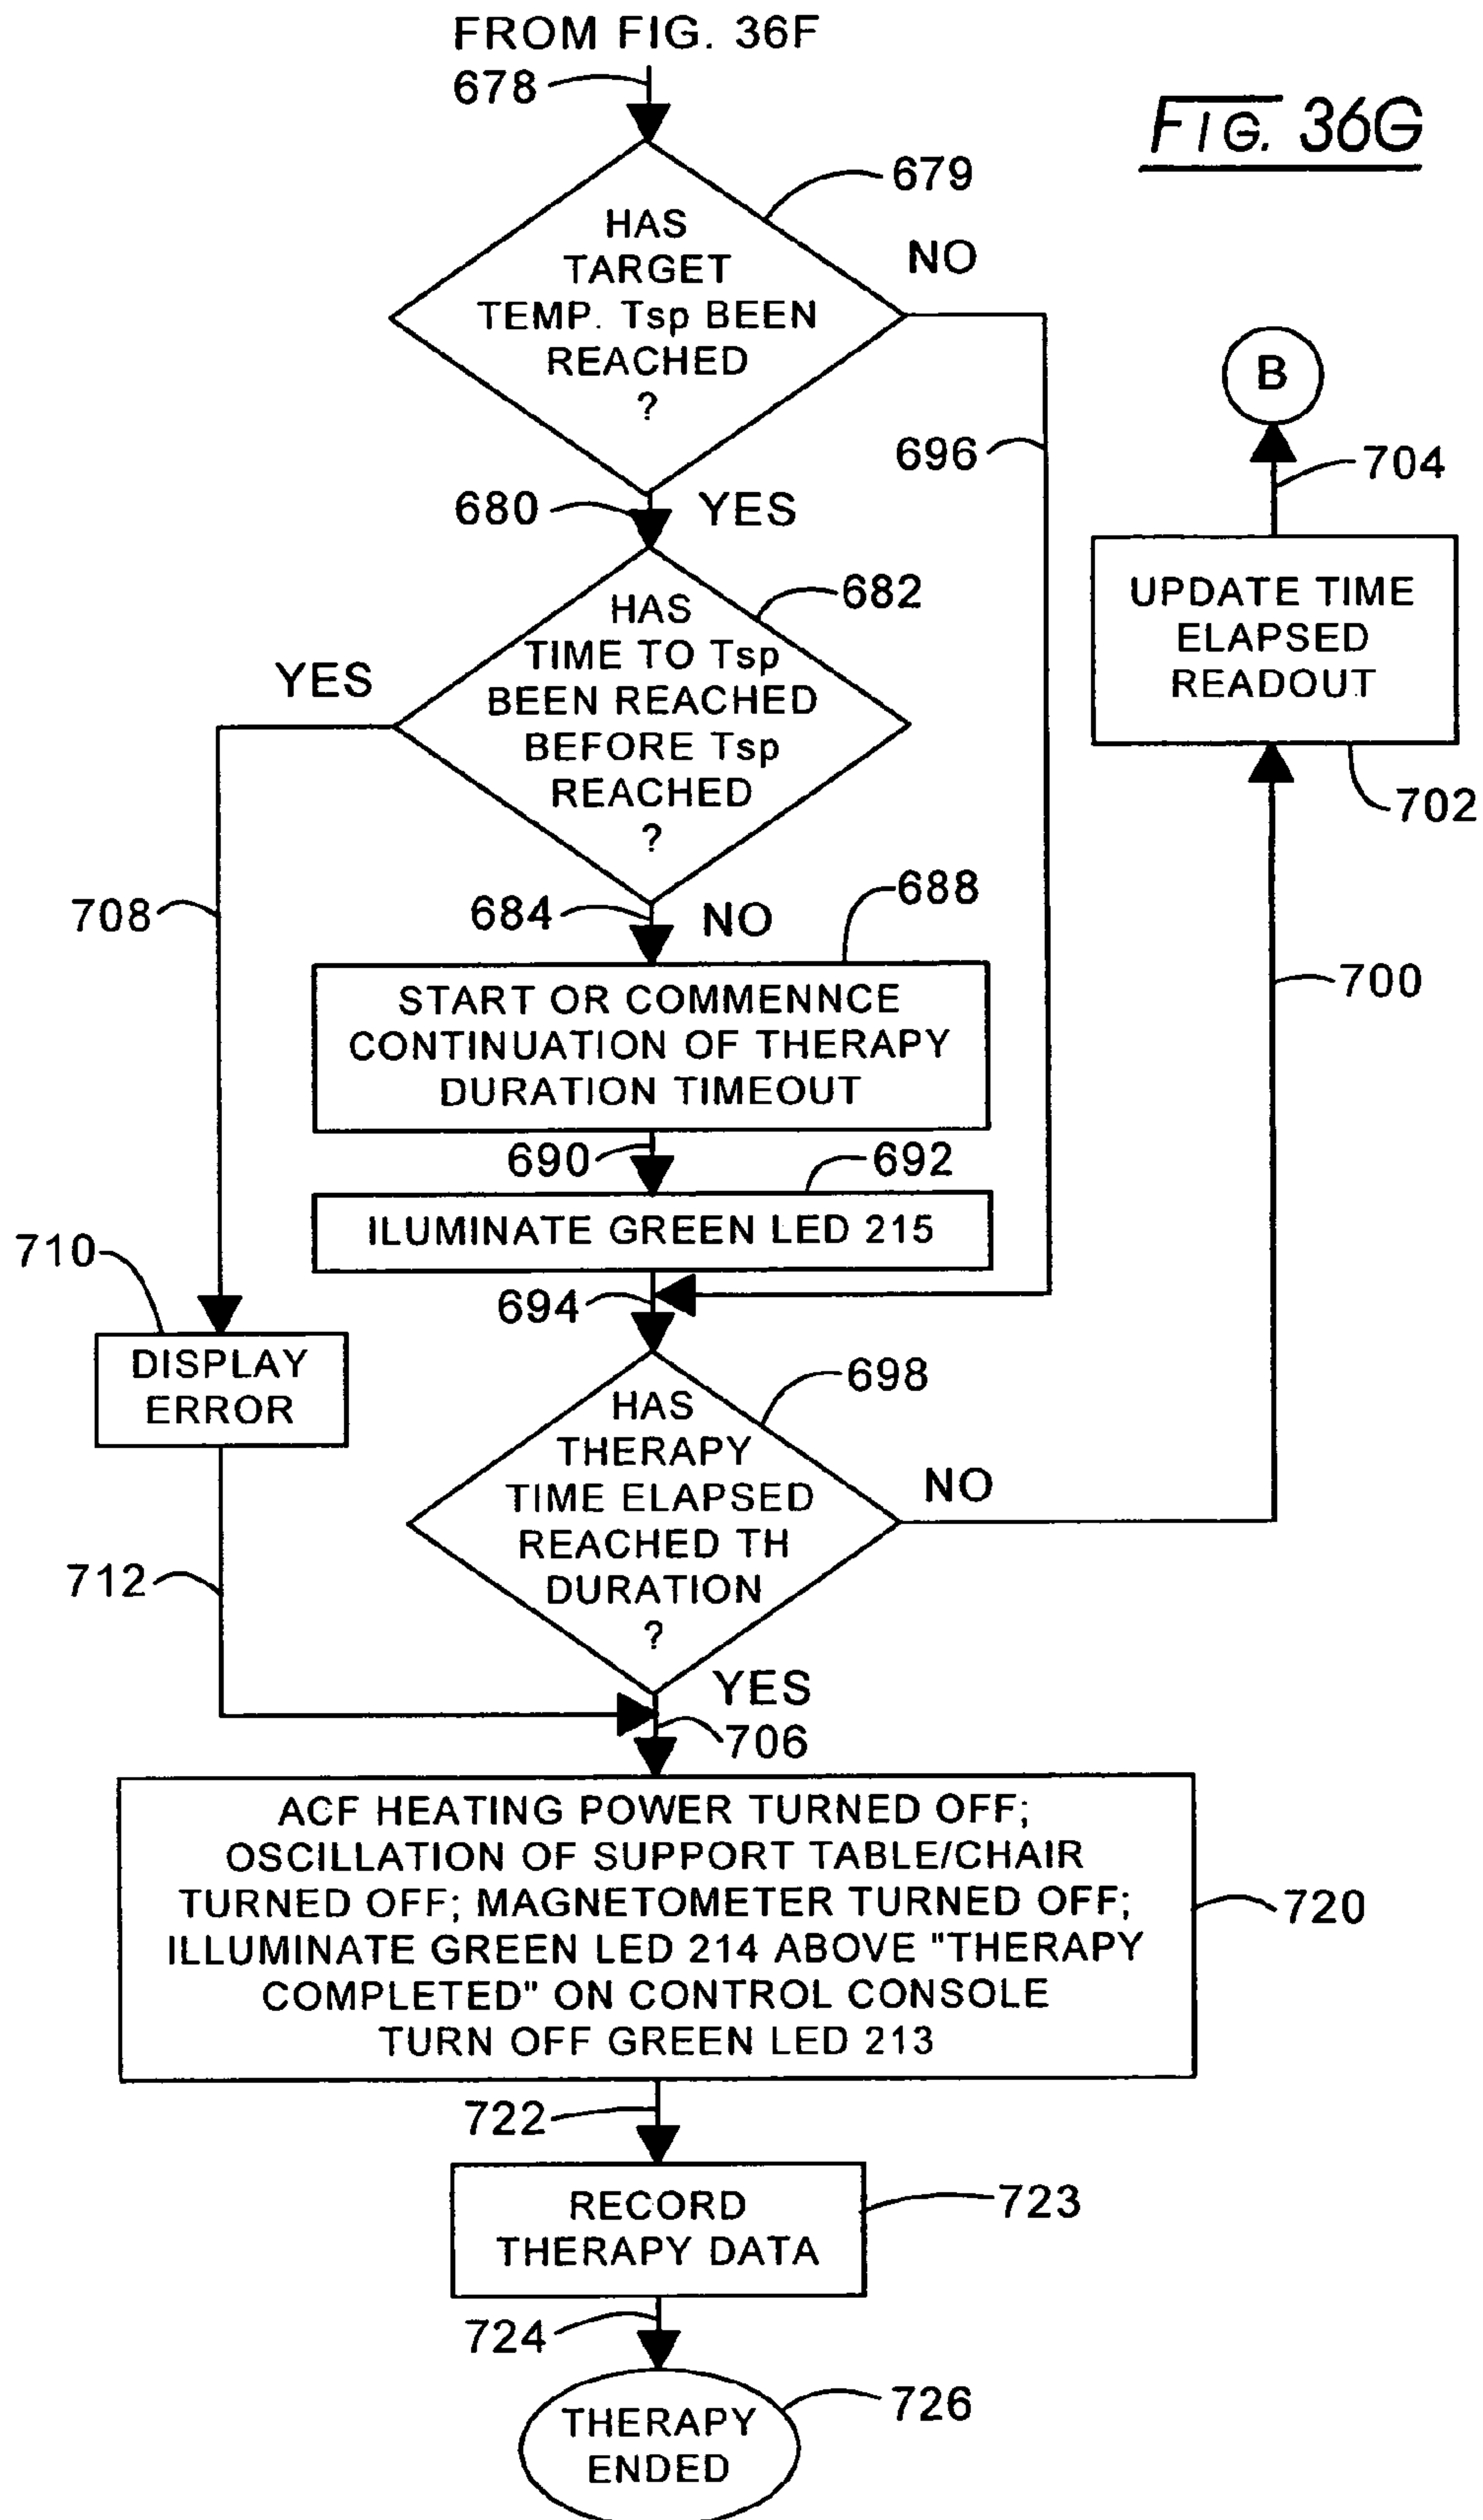 FROM FIG. 36F
678
FIG. 36G
679
HAS
TARGET
TEMP. Tsp BEEN
REACHED
?
NO
B
696
704
680
YES
UPDATE TIME
ELAPSED
READOUT
682
HAS
TIME TO Tsp
BEEN REACHED
BEFORE Tsp
REACHED
?
YES
702
708
684
NO
688
700
START OR COMMENNCE
CONTINUATION OF THERAPY
DURATION TIMEOUT
690
692
ILUMINATE GREEN LED 215
710
694
DISPLAY
ERROR
698
HAS
THERAPY
TIME ELAPSED
REACHED TH
DURATION
?
NO
712
YES
706
ACF HEATING POWER TURNED OFF;
OSCILLATION OF SUPPORT TABLE/CHAIR
TURNED OFF; MAGNETOMETER TURNED OFF;
ILLUMINATE GREEN LED 214 ABOVE "THERAPY
COMPLETED" ON CONTROL CONSOLE
TURN OFF GREEN LED 213
720
722
RECORD
THERAPY DATA
723
724
THERAPY
ENDED
726